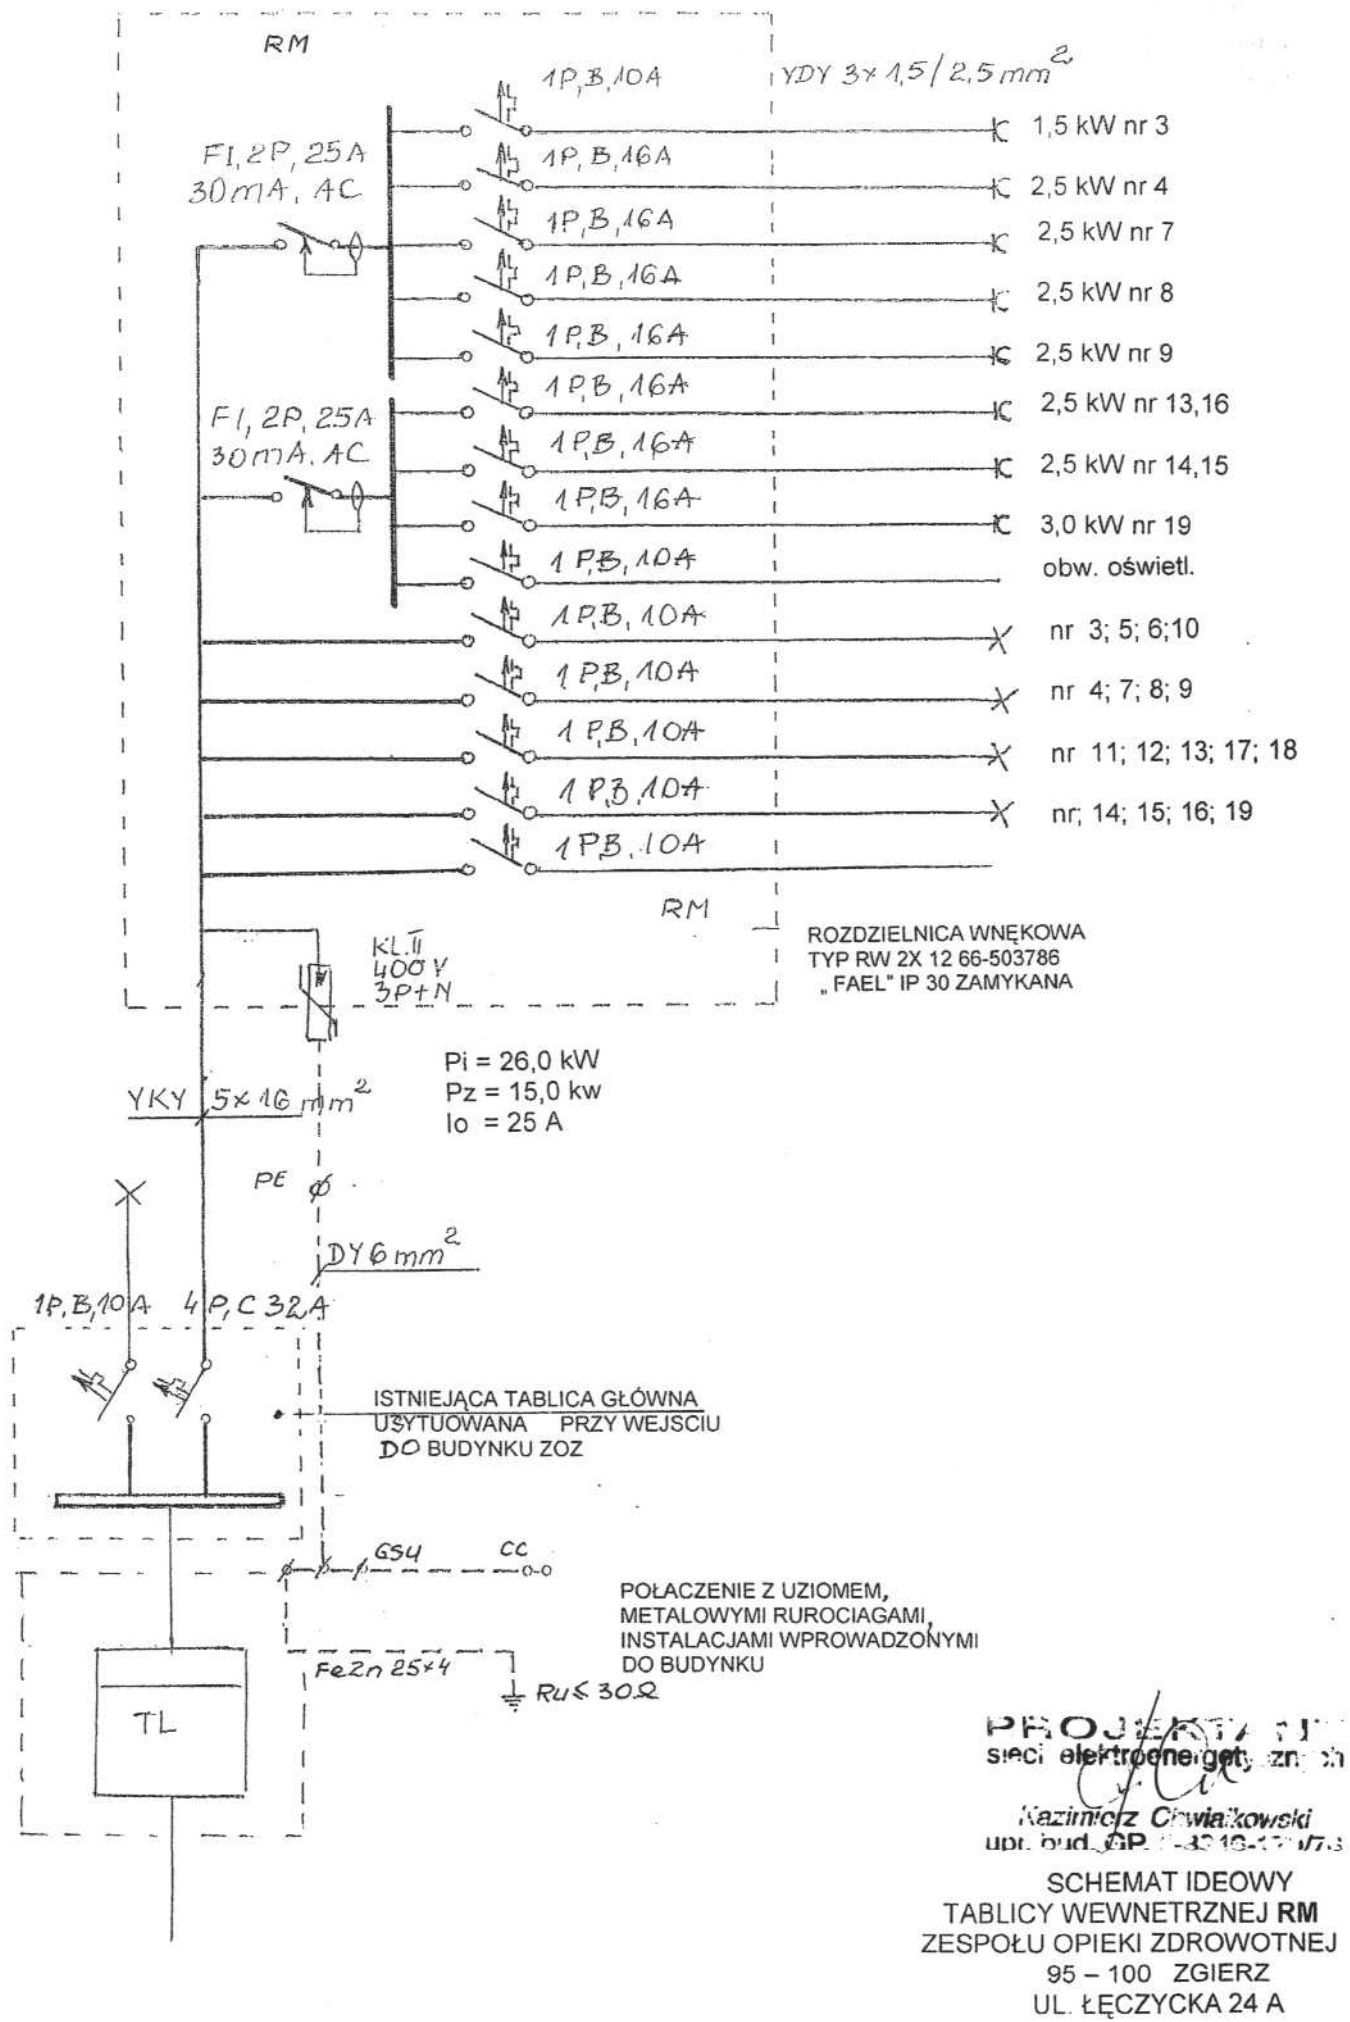 RM
1P,B,10A
YDY 3x1,5/2,5 mm²
1,5 kW nr 3
FI, 2P, 25A
30mA, AC
1P, B, 16A
2,5 kW nr 4
1P, B, 16A
2,5 kW nr 7
1P, B, 16A
2,5 kW nr 8
1P,B, 16A
2,5 kW nr 9
1P,B, 16A
2,5 kW nr 13,16
FI, 2P, 25A
30mA. AC
1P,B, 16A
2,5 kW nr 14,15
1P,B, 16A
3,0 kW nr 19
1P,B, 10A
obw. oświetl.
1P,B, 10A
nr 3; 5; 6;10
1P,B, 10A
nr 4; 7; 8; 9
1P,B, 10A
nr 11; 12; 13; 17; 18
1P,B, 10A
nr; 14; 15; 16; 19
1PB, 10A
RM
ROZDZIELNICA WNĘKOWA
TYP RW 2X 12 66-503786
„ FAEL" IP 30 ZAMYKANA
KL.II
400 V
3P+N
Pi = 26,0 kW
Pz = 15,0 kw
Io = 25 A
YKY 5x16 mm²
PE
DY6mm²
1P,B,10A 4P, C 32A
ISTNIEJĄCA TABLICA GŁÓWNA
USYTUOWANA PRZY WEJSCIU
DO BUDYNKU ZOZ
GSU CC
POŁACZENIE Z UZIOMEM,
METALOWYMI RUROCIAGAMI,
INSTALACJAMI WPROWADZONYMI
DO BUDYNKU
FeZn 25x4
Ru ≤ 30Ω
TL
PROJEKTANT
sieci elektroenergetycznych
Kazimierz
upr. bud. GP.
SCHEMAT IDEOWY
TABLICY WEWNETRZNEJ RM
ZESPOŁU OPIEKI ZDROWOTNEJ
95 – 100 ZGIERZ
UL. ŁĘCZYCKA 24 A